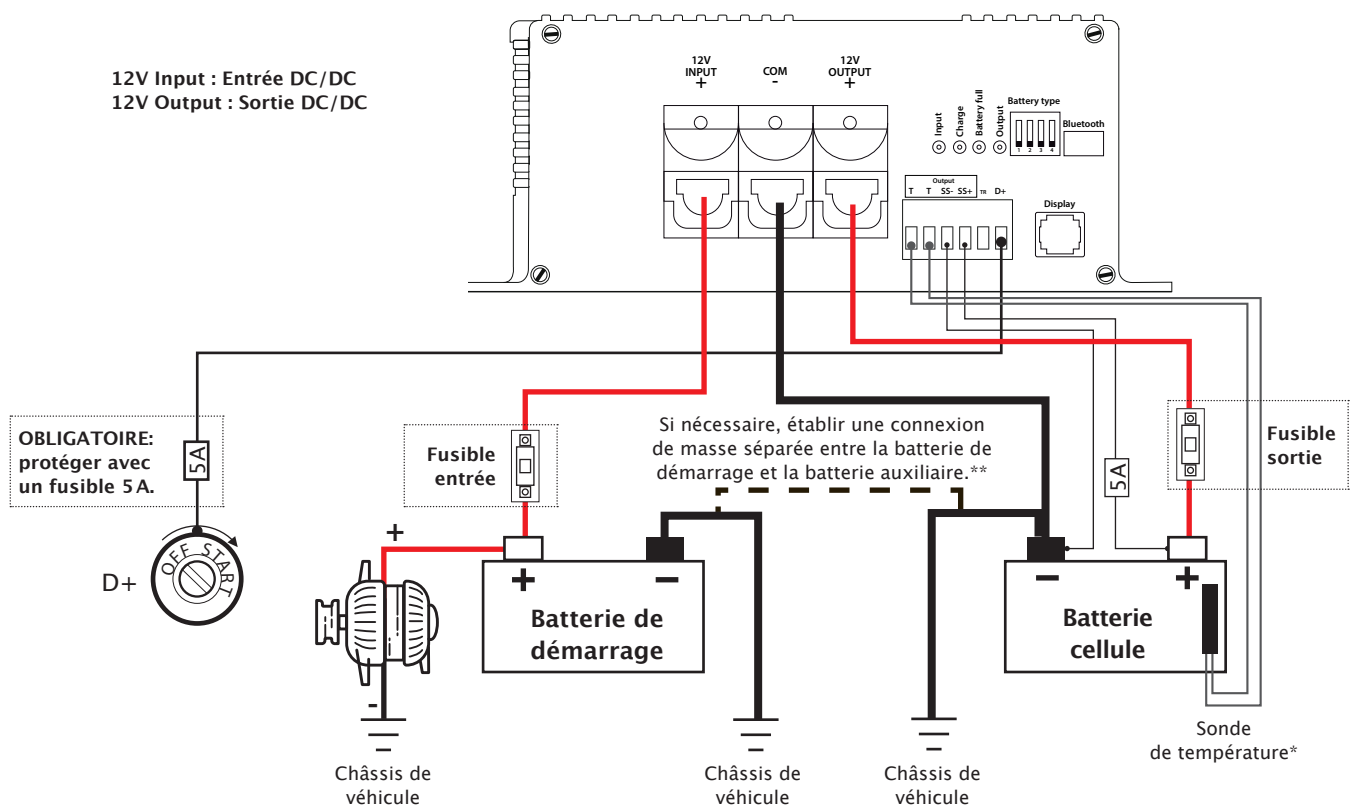 12V Input : Entrée DC/DC
12V Output : Sortie DC/DC
12V
INPUT
+
COM
-
12V
OUTPUT
+
Input
Charge
Battery full
Output
Battery type
1 2 3 4
Bluetooth
Output
T T SS- SS+ TR D+
Display
OBLIGATOIRE:
protéger avec
un fusible 5A.
5A
Fusible
entrée
Si nécessaire, établir une connexion
de masse séparée entre la batterie de
démarrage et la batterie auxiliaire.**
5A
Fusible
sortie
D+
OFF START
+
-
+ −
Batterie de
démarrage
− +
Batterie
cellule
Châssis de
véhicule
Châssis de
véhicule
Châssis de
véhicule
Sonde
de température*